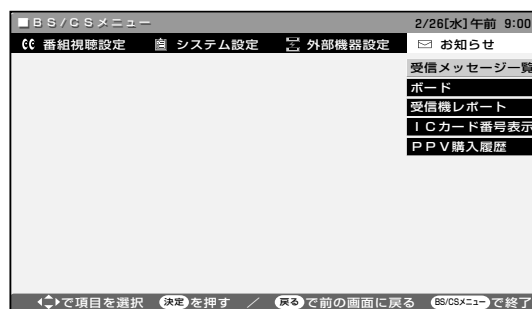 ■BS/CSメニュー 2/26[水]午前 9:00
番組視聴設定 システム設定 外部機器設定 お知らせ
受信メッセージ一覧
ボード
受信機レポート
ICカード番号表示
PPV購入履歴
で項目を選択 決定を押す / 戻るで前の画面に戻る BS/CSメニューで終了